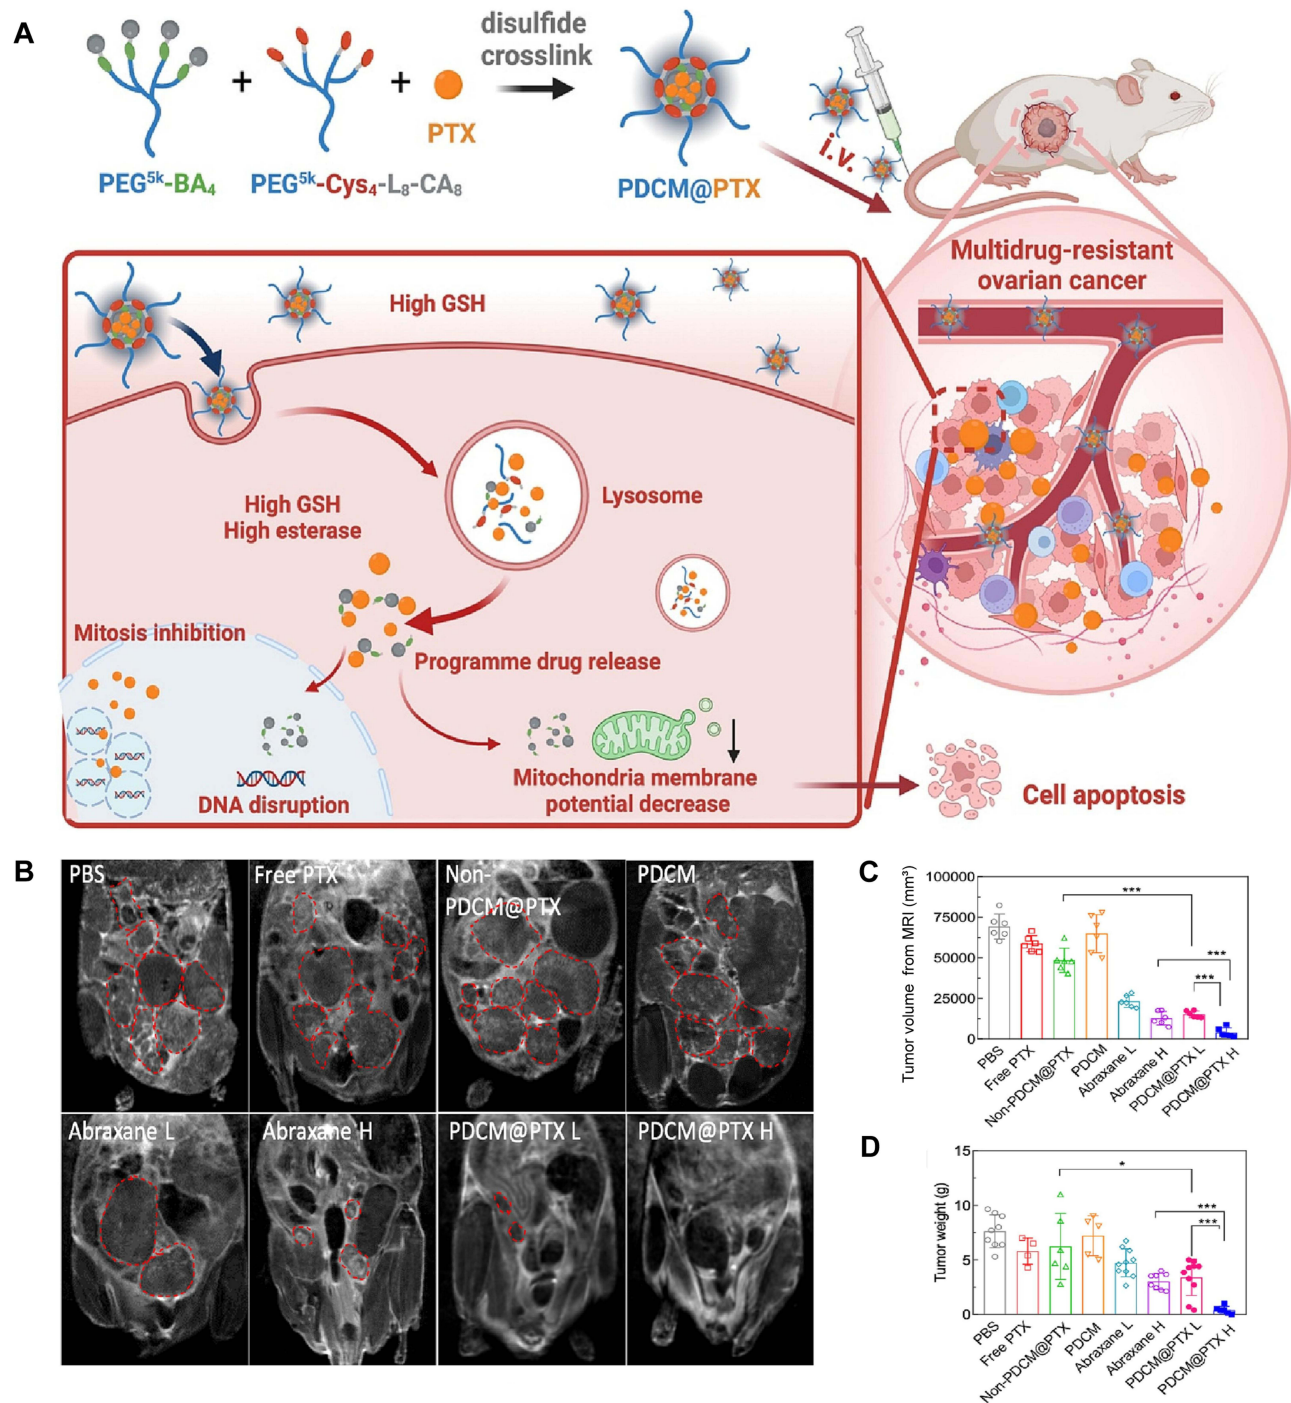 A
disulfide
crosslink
+
+
PTX
PEG5k-BA4
PEG5k-Cys4-L8-CA8
PDCM@PTX
i.v.
Multidrug-resistant
ovarian cancer
High GSH
Lysosome
High GSH
High esterase
Mitosis inhibition
Programme drug release
DNA disruption
Mitochondria membrane
potential decrease
Cell apoptosis
B
PBS
Free PTX
Non-
PDCM@PTX
PDCM
Abraxane L
Abraxane H
PDCM@PTX L
PDCM@PTX H
C
Tumor volume from MRI (mm³)
100000
75000
50000
25000
0
***
***
***
PBS
Free PTX
Non-PDCM@PTX
PDCM
Abraxane L
Abraxane H
PDCM@PTX L
PDCM@PTX H
D
Tumor weight (g)
15
10
5
0
*
***
***
PBS
Free PTX
Non-PDCM@PTX
PDCM
Abraxane L
Abraxane H
PDCM@PTX L
PDCM@PTX H